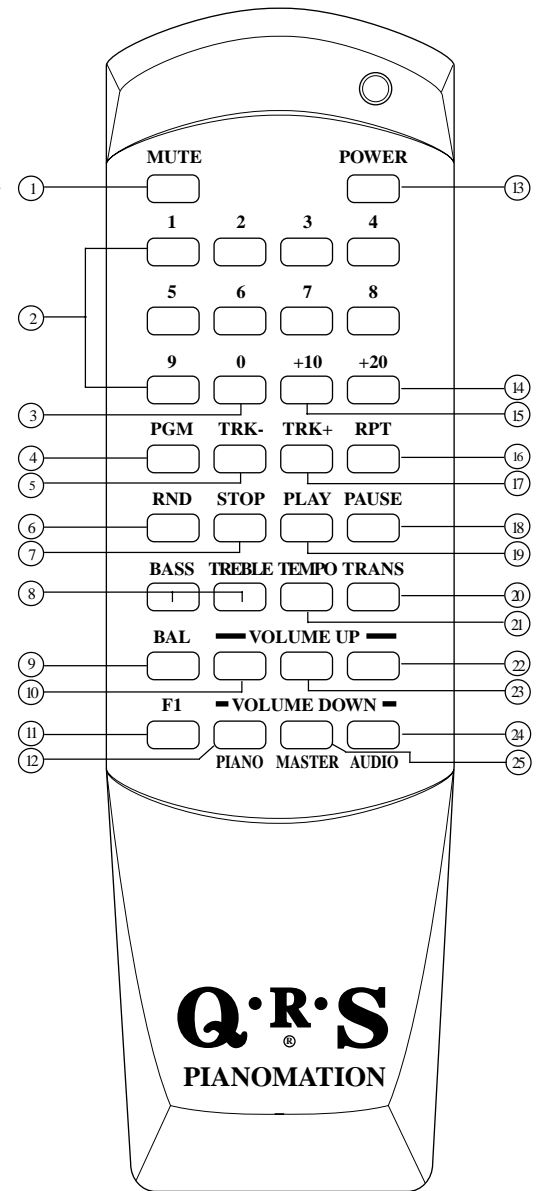 MUTE POWER
1 13
1 2 3 4
5 6 7 8
2
9 0 +10 +20
14
3 15
PGM TRK- TRK+ RPT
4 16
5 17
RND STOP PLAY PAUSE
6 18
7 19
BASS TREBLE TEMPO TRANS
8 20
21
BAL VOLUME UP
9 22
10 23
F1 VOLUME DOWN
11 24
12 PIANO MASTER AUDIO 25
Q·R·S
®
PIANOMATION